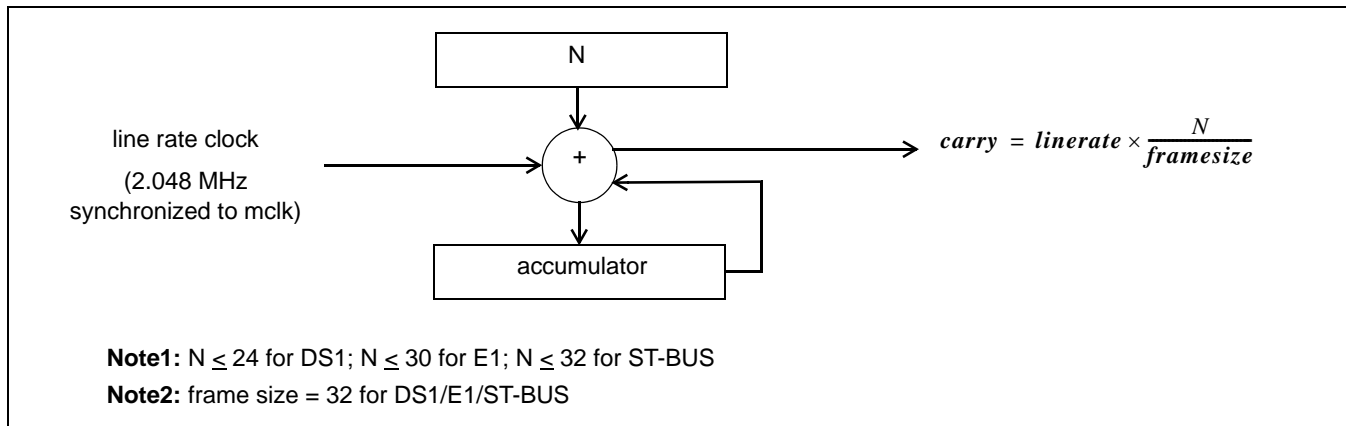 N
line rate clock
(2.048 MHz
synchronized to mclk)
+
carry = linerate × N
framesize
accumulator
Note1: N ≤ 24 for DS1; N ≤ 30 for E1; N ≤ 32 for ST-BUS
Note2: frame size = 32 for DS1/E1/ST-BUS